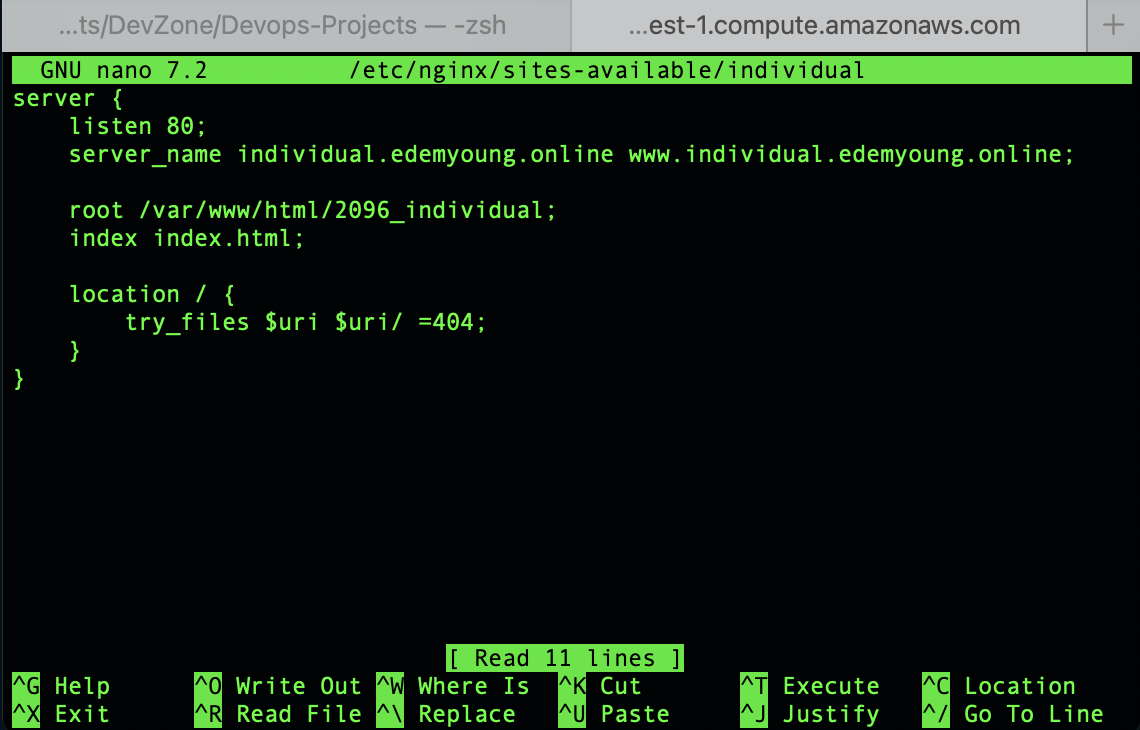 ...ts/DevZone/Devops-Projects — -zsh ...est-1.compute.amazonaws.com +
GNU nano 7.2 /etc/nginx/sites-available/individual
server {
    listen 80;
    server_name individual.edemyoung.online www.individual.edemyoung.online;

    root /var/www/html/2096_individual;
    index index.html;

    location / {
        try_files $uri $uri/ =404;
    }
}
[ Read 11 lines ]
^G Help ^O Write Out ^W Where Is ^K Cut ^T Execute ^C Location
^X Exit ^R Read File ^\ Replace ^U Paste ^J Justify ^/ Go To Line